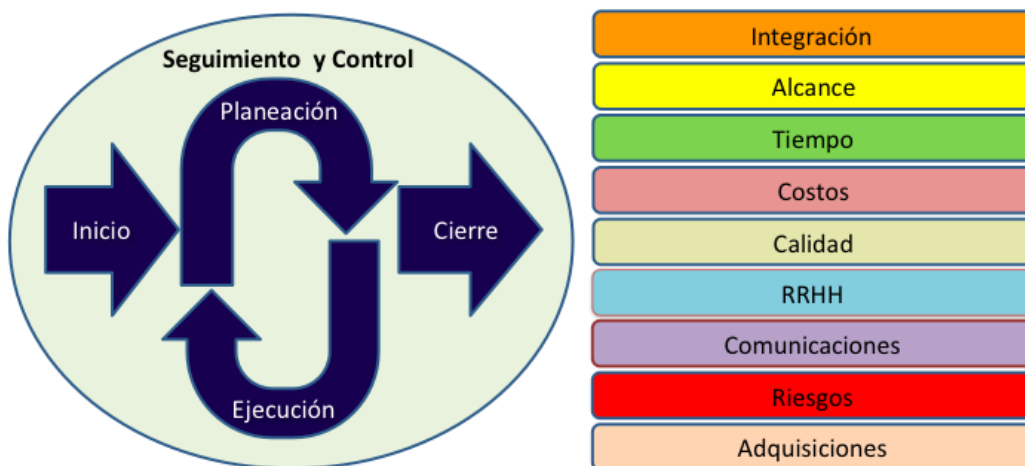 Seguimiento y Control
Planeación
Inicio
Cierre
Ejecución
Integración
Alcance
Tiempo
Costos
Calidad
RRHH
Comunicaciones
Riesgos
Adquisiciones